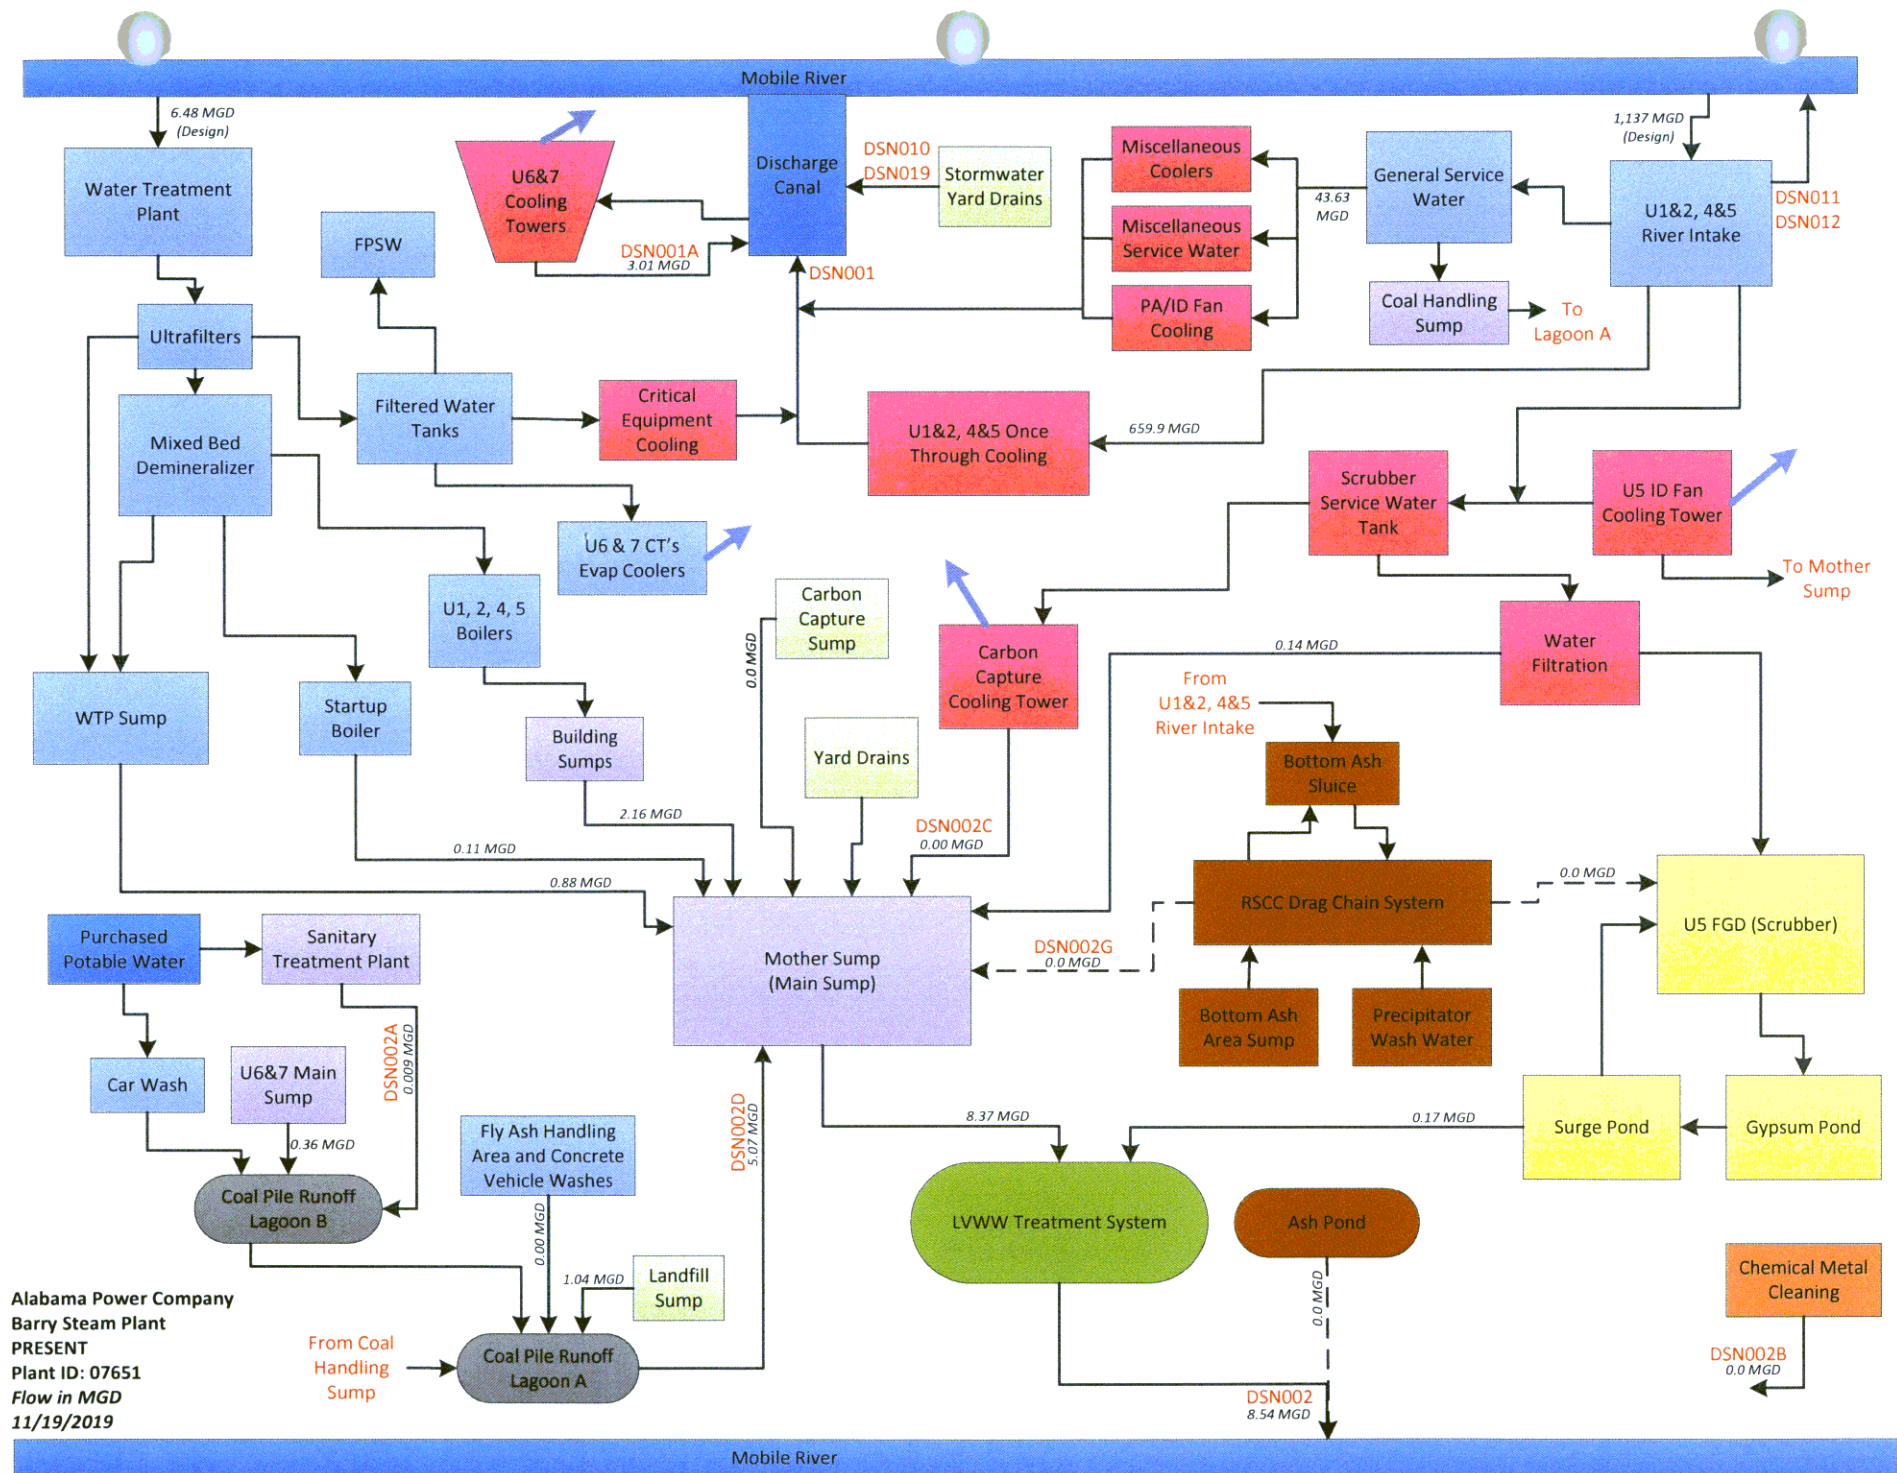 Mobile River
6.48 MGD
(Design)
Water Treatment
Plant
U6&7
Cooling
Towers
Discharge
Canal
DSN010
DSN019
Stormwater
Yard Drains
Miscellaneous
Coolers
Miscellaneous
Service Water
PA/ID Fan
Cooling
43.63
MGD
General Service
Water
1,137 MGD
(Design)
U1&2, 4&5
River Intake
DSN011
DSN012
Coal Handling
Sump
To
Lagoon A
DSN001A
3.01 MGD
DSN001
FPSW
Ultrafilters
Mixed Bed
Demineralizer
Filtered Water
Tanks
Critical
Equipment
Cooling
U1&2, 4&5 Once
Through Cooling
659.9 MGD
Scrubber
Service Water
Tank
U5 ID Fan
Cooling Tower
To Mother
Sump
U6 & 7 CT's
Evap Coolers
U1, 2, 4, 5
Boilers
Carbon
Capture
Sump
0.0 MGD
Carbon
Capture
Cooling Tower
0.14 MGD
Water
Filtration
WTP Sump
Startup
Boiler
Building
Sumps
Yard Drains
From
U1&2, 4&5
River Intake
Bottom Ash
Sluice
2.16 MGD
0.11 MGD
0.88 MGD
DSN002C
0.00 MGD
RSCC Drag Chain System
0.0 MGD
U5 FGD (Scrubber)
Purchased
Potable Water
Sanitary
Treatment Plant
Mother Sump
(Main Sump)
DSN002G
0.0 MGD
Bottom Ash
Area Sump
Precipitator
Wash Water
Car Wash
U6&7 Main
Sump
DSN002A
0.009 MGD
0.36 MGD
Coal Pile Runoff
Lagoon B
Fly Ash Handling
Area and Concrete
Vehicle Washes
0.00 MGD
DSN002D
5.07 MGD
8.37 MGD
0.17 MGD
Surge Pond
Gypsum Pond
LVWW Treatment System
Ash Pond
0.0 MGD
1.04 MGD
Landfill
Sump
Chemical Metal
Cleaning
DSN002B
0.0 MGD
From Coal
Handling
Sump
Coal Pile Runoff
Lagoon A
DSN002
8.54 MGD
Alabama Power Company
Barry Steam Plant
PRESENT
Plant ID: 07651
Flow in MGD
11/19/2019
Mobile River